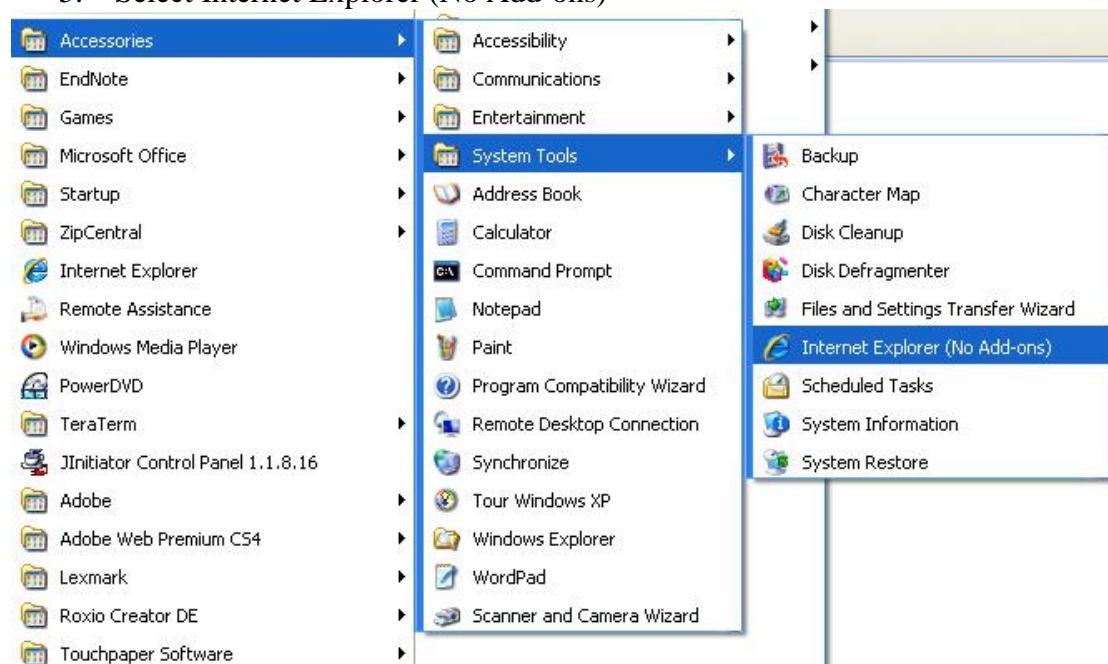 5. Select Internet Explorer (No Add-ons)
Accessories
EndNote
Games
Microsoft Office
Startup
ZipCentral
Internet Explorer
Remote Assistance
Windows Media Player
PowerDVD
TeraTerm
JInitiator Control Panel 1.1.8.16
Adobe
Adobe Web Premium CS4
Lexmark
Roxio Creator DE
Touchpaper Software
Accessibility
Communications
Entertainment
System Tools
Address Book
Calculator
Command Prompt
Notepad
Paint
Program Compatibility Wizard
Remote Desktop Connection
Synchronize
Tour Windows XP
Windows Explorer
WordPad
Scanner and Camera Wizard
Backup
Character Map
Disk Cleanup
Disk Defragmenter
Files and Settings Transfer Wizard
Internet Explorer (No Add-ons)
Scheduled Tasks
System Information
System Restore